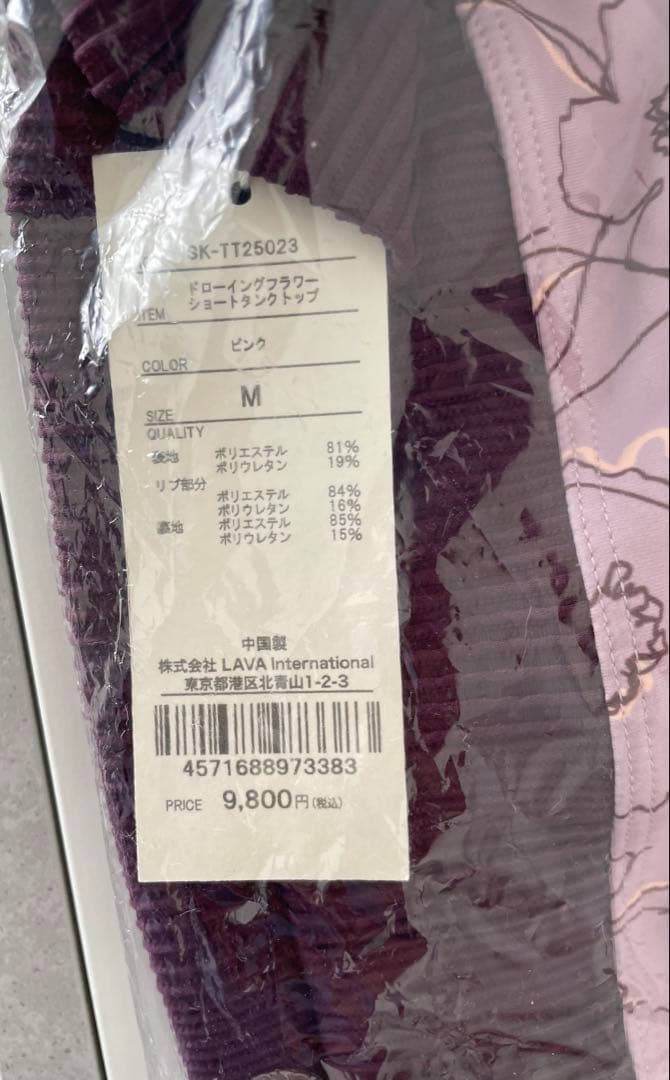 SK-TT25023
ドローイングフラワー
ショートタンクトップ
ITEM
ピンク
COLOR
M
SIZE
QUALITY
表地 ポリエステル 81%
ポリウレタン 19%
リブ部分
ポリエステル 84%
ポリウレタン 16%
裏地 ポリエステル 85%
ポリウレタン 15%
中国製
株式会社 LAVA International
東京都港区北青山1-2-3
4571688973383
PRICE 9,800円(税込)